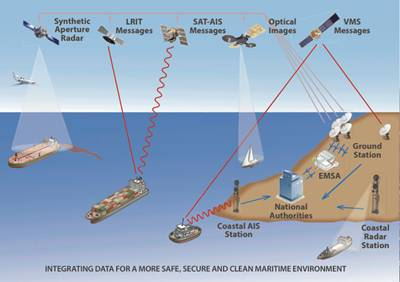 Synthetic
Aperture
Radar
LRIT
Messages
SAT-AIS
Messages
Optical
Images
VMS
Messages
Ground
Station
EMSA
National
Authorities
Coastal AIS
Station
Coastal
Radar
Station
INTEGRATING DATA FOR A MORE SAFE, SECURE AND CLEAN MARITIME ENVIRONMENT